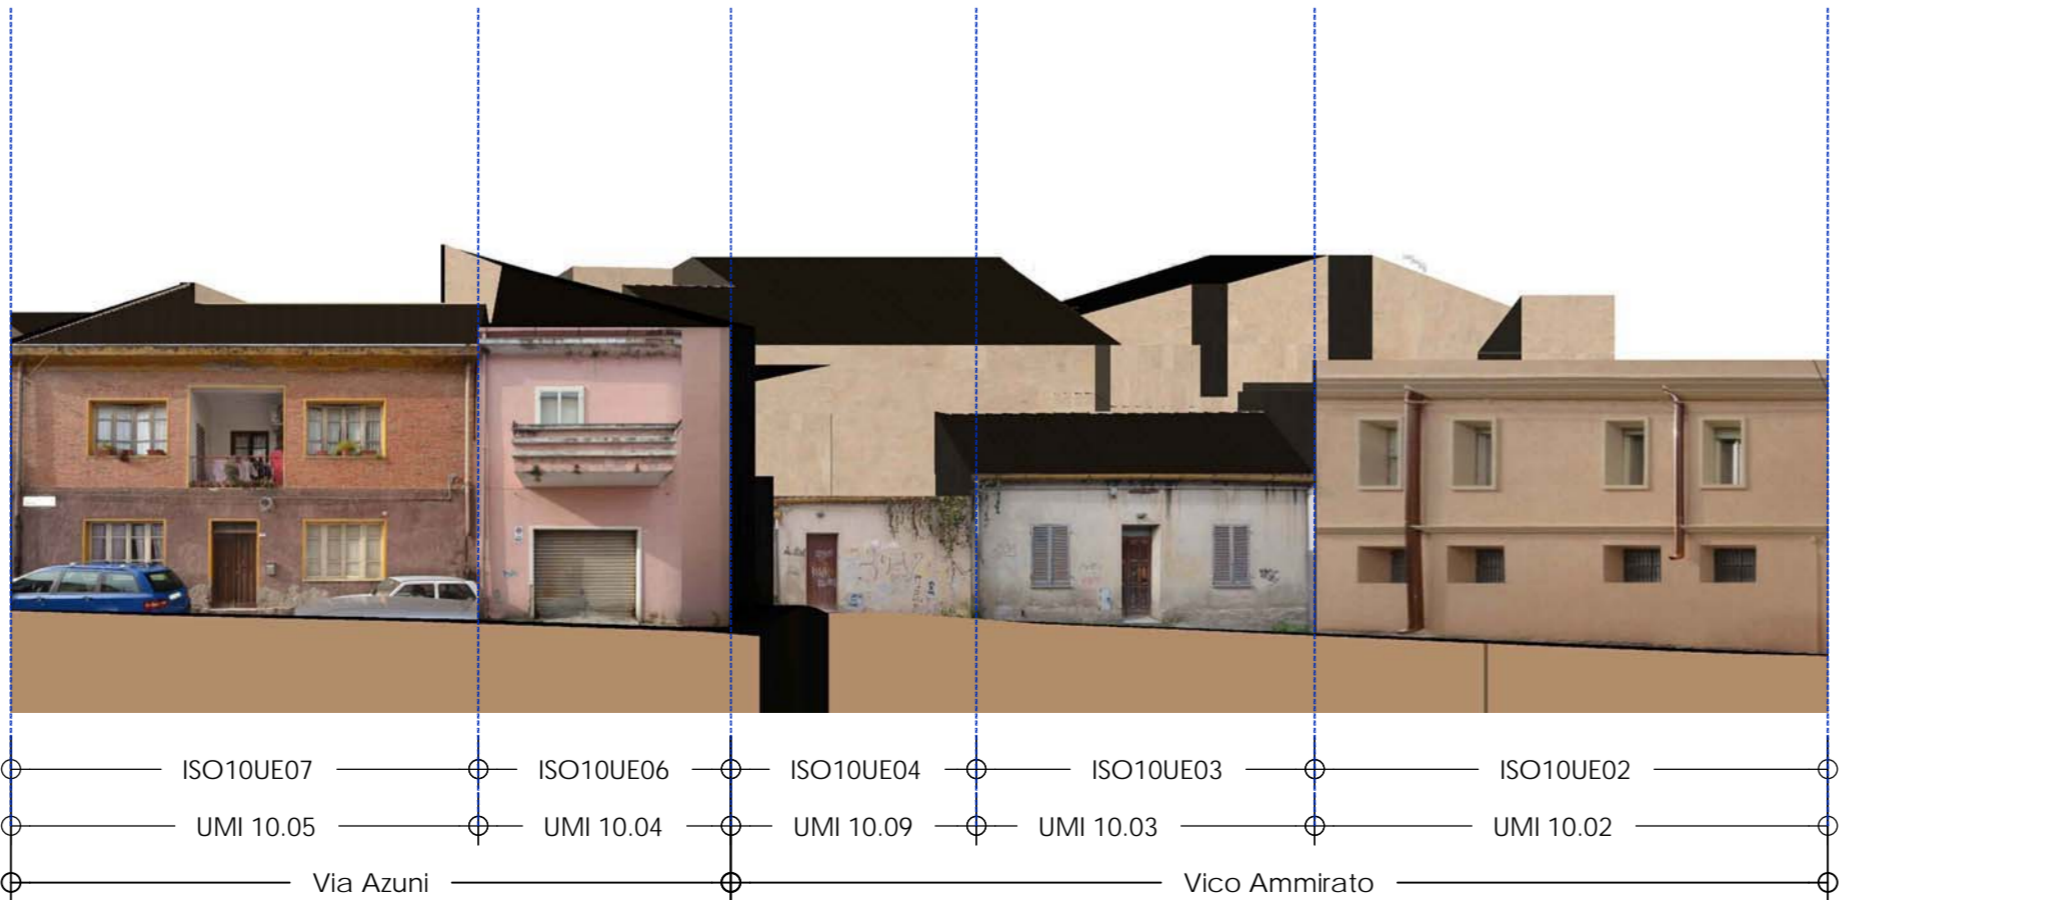 ISO10UE07 ISO10UE06 ISO10UE04 ISO10UE03 ISO10UE02
UMI 10.05 UMI 10.04 UMI 10.09 UMI 10.03 UMI 10.02
Via Azuni Vico Ammirato